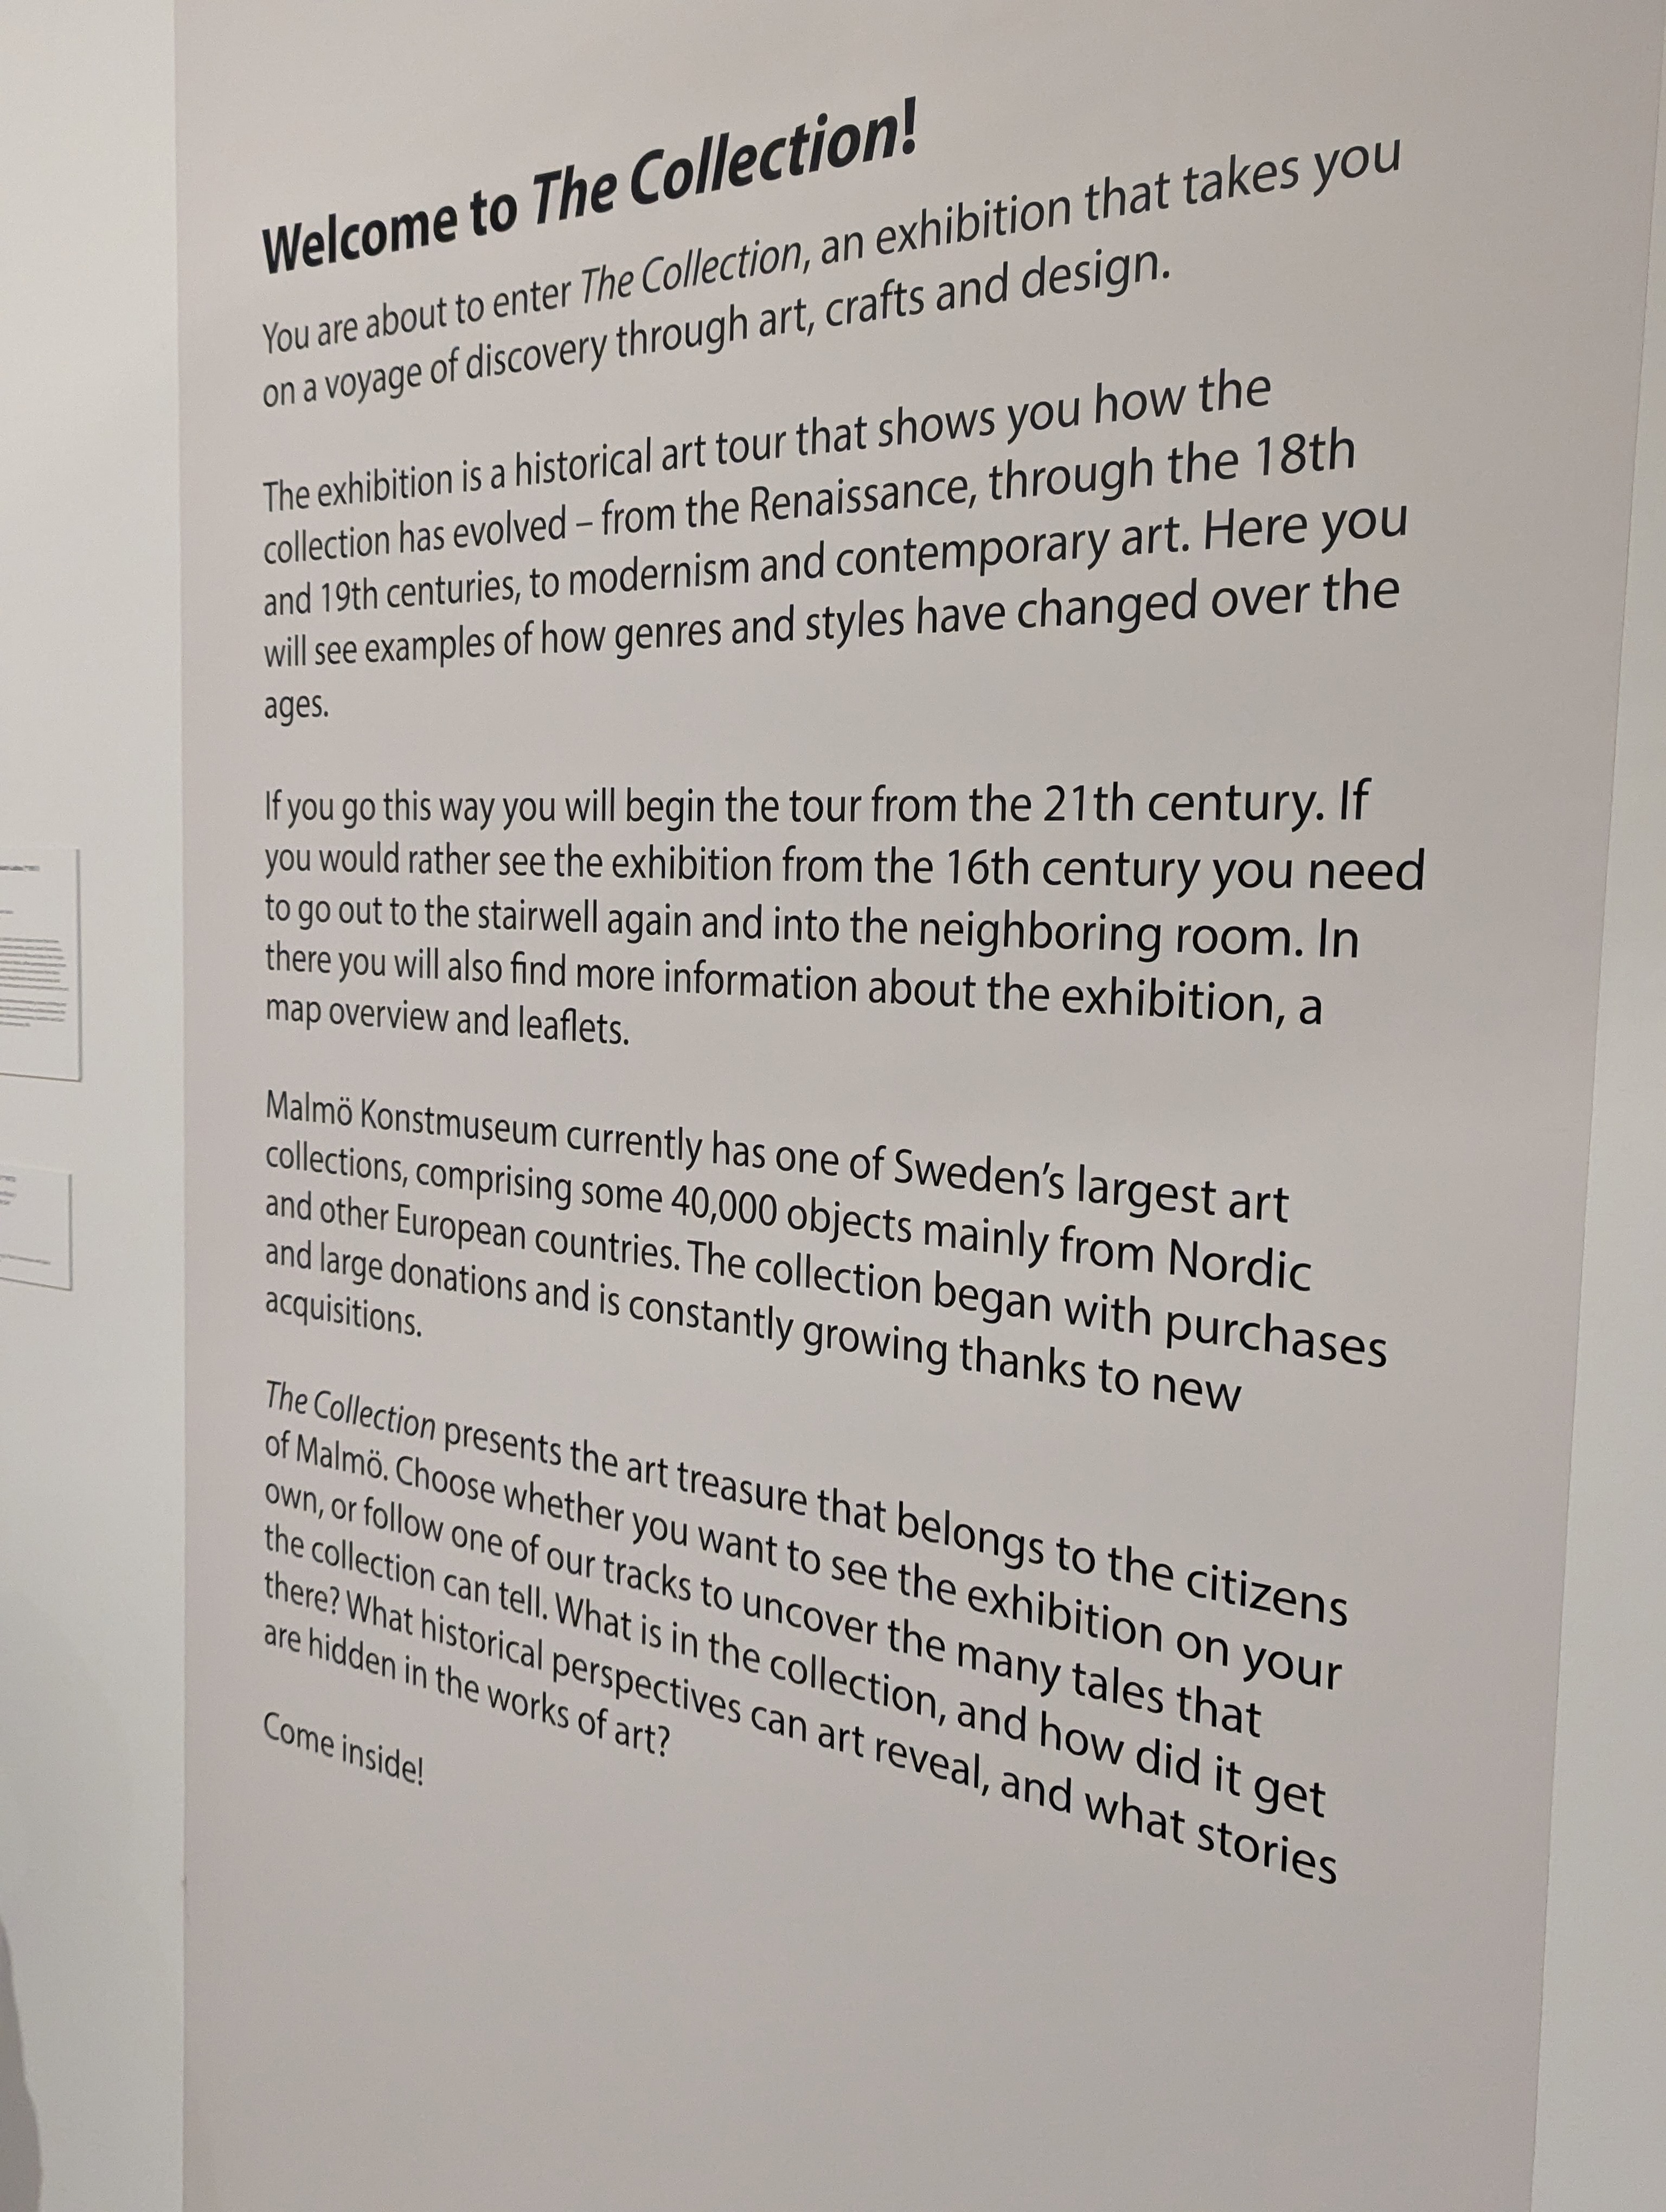 Welcome to The Collection!
You are about to enter The Collection, an exhibition that takes you
on a voyage of discovery through art, crafts and design.
The exhibition is a historical art tour that shows you how the
collection has evolved – from the Renaissance, through the 18th
and 19th centuries, to modernism and contemporary art. Here you
will see examples of how genres and styles have changed over the
ages.
If you go this way you will begin the tour from the 21th century. If
you would rather see the exhibition from the 16th century you need
to go out to the stairwell again and into the neighboring room. In
there you will also find more information about the exhibition, a
map overview and leaflets.
Malmö Konstmuseum currently has one of Sweden's largest art
collections, comprising some 40,000 objects mainly from Nordic
and other European countries. The collection began with purchases
and large donations and is constantly growing thanks to new
acquisitions.
The Collection presents the art treasure that belongs to the citizens
of Malmö. Choose whether you want to see the exhibition on your
own, or follow one of our tracks to uncover the many tales that
the collection can tell. What is in the collection, and how did it get
there? What historical perspectives can art reveal, and what stories
are hidden in the works of art?
Come inside!